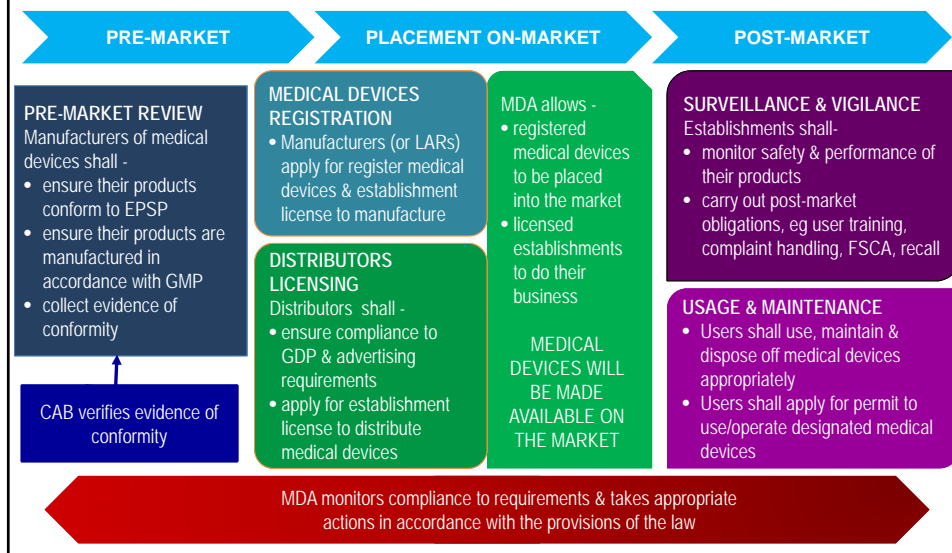 PRE-MARKET
PLACEMENT ON-MARKET
POST-MARKET
PRE-MARKET REVIEW
Manufacturers of medical
devices shall -
• ensure their products
conform to EPSP
• ensure their products are
manufactured in
accordance with GMP
• collect evidence of
conformity
CAB verifies evidence of
conformity
MEDICAL DEVICES
REGISTRATION
• Manufacturers (or LARs)
apply for register medical
devices & establishment
license to manufacture
DISTRIBUTORS
LICENSING
Distributors shall -
• ensure compliance to
GDP & advertising
requirements
• apply for establishment
license to distribute
medical devices
MDA allows -
• registered
medical devices
to be placed
into the market
• licensed
establishments
to do their
business
MEDICAL
DEVICES WILL
BE MADE
AVAILABLE ON
THE MARKET
SURVEILLANCE & VIGILANCE
Establishments shall-
• monitor safety & performance of
their products
• carry out post-market
obligations, eg user training,
complaint handling, FSCA, recall
USAGE & MAINTENANCE
• Users shall use, maintain &
dispose off medical devices
appropriately
• Users shall apply for permit to
use/operate designated medical
devices
MDA monitors compliance to requirements & takes appropriate
actions in accordance with the provisions of the law